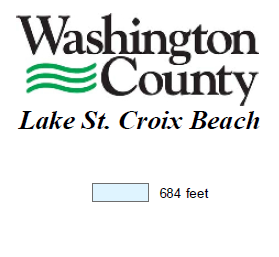 Washington
County
Lake St. Croix Beach
684 feet